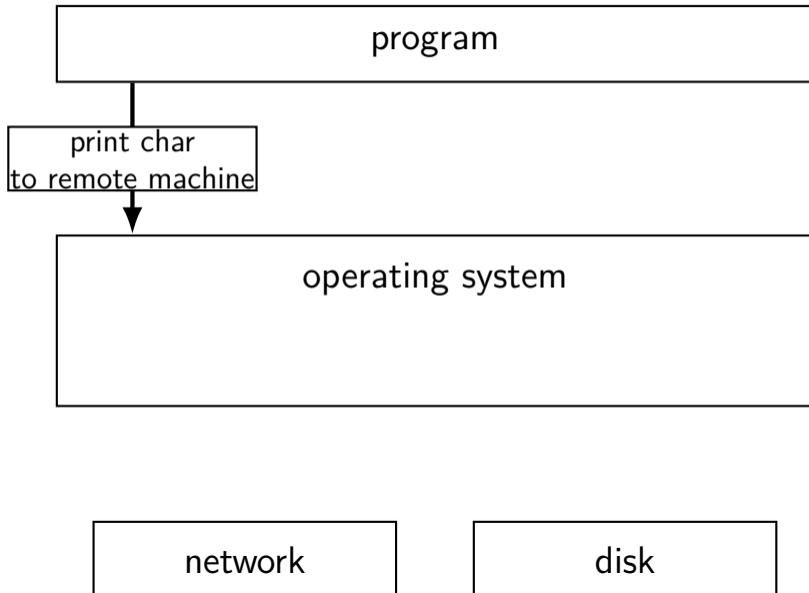 program
print char
to remote machine
operating system
network
disk